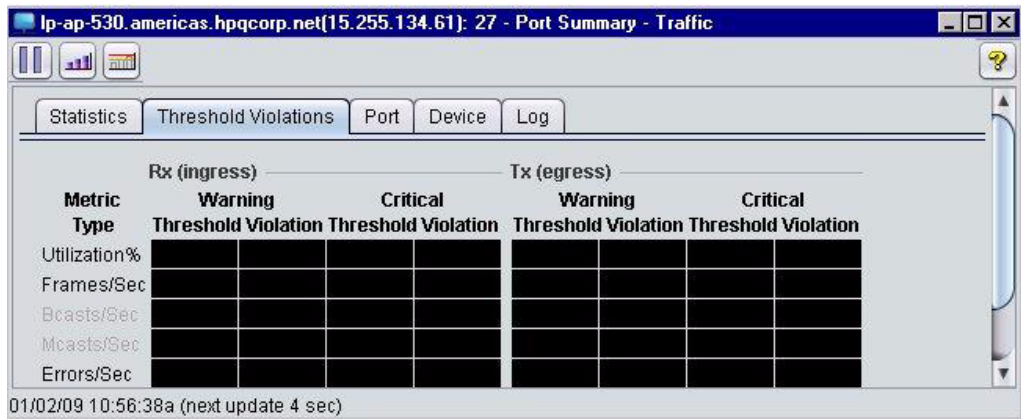 lp-ap-530.americas.hpqcorp.net(15.255.134.61): 27 - Port Summary - Traffic
Statistics Threshold Violations Port Device Log
Rx (ingress) Tx (egress)
Metric Warning Critical Warning Critical
Type Threshold Violation Threshold Violation Threshold Violation Threshold Violation
Utilization%
Frames/Sec
Bcasts/Sec
Mcasts/Sec
Errors/Sec
01/02/09 10:56:38a (next update 4 sec)